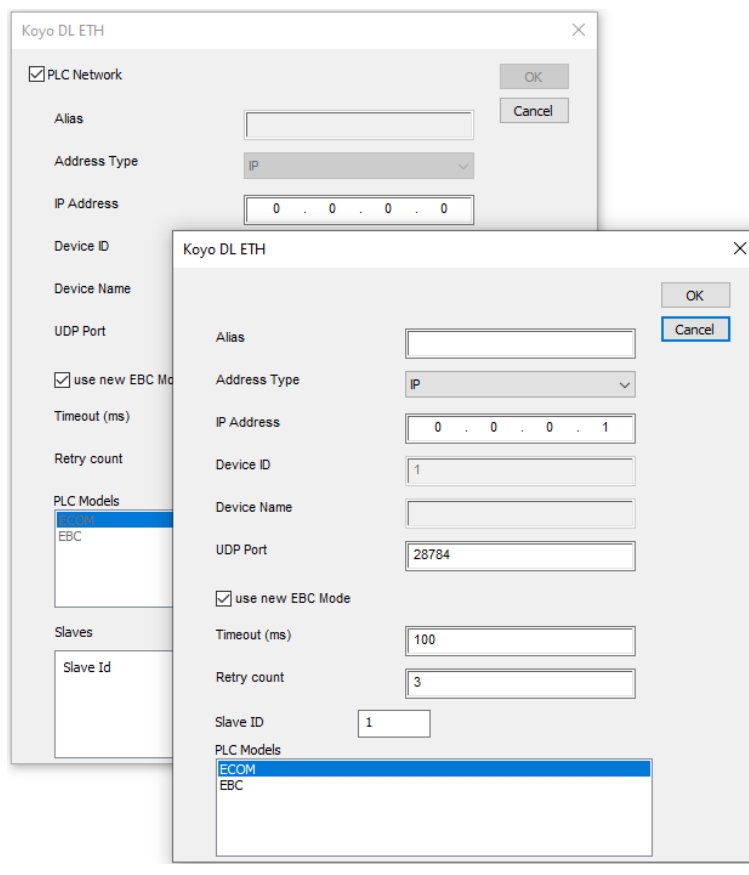 Koyo DL ETH
PLC Network
OK
Cancel
Alias
Address Type
IP
IP Address
0 . 0 . 0 . 0
Device ID
Device Name
UDP Port
use new EBC Mo
Timeout (ms)
Retry count
PLC Models
ECOM
EBC
Slaves
Slave Id
Koyo DL ETH
OK
Cancel
Alias
Address Type
IP
IP Address
0 . 0 . 0 . 1
Device ID
1
Device Name
UDP Port
28784
use new EBC Mode
Timeout (ms)
100
Retry count
3
Slave ID
1
PLC Models
ECOM
EBC